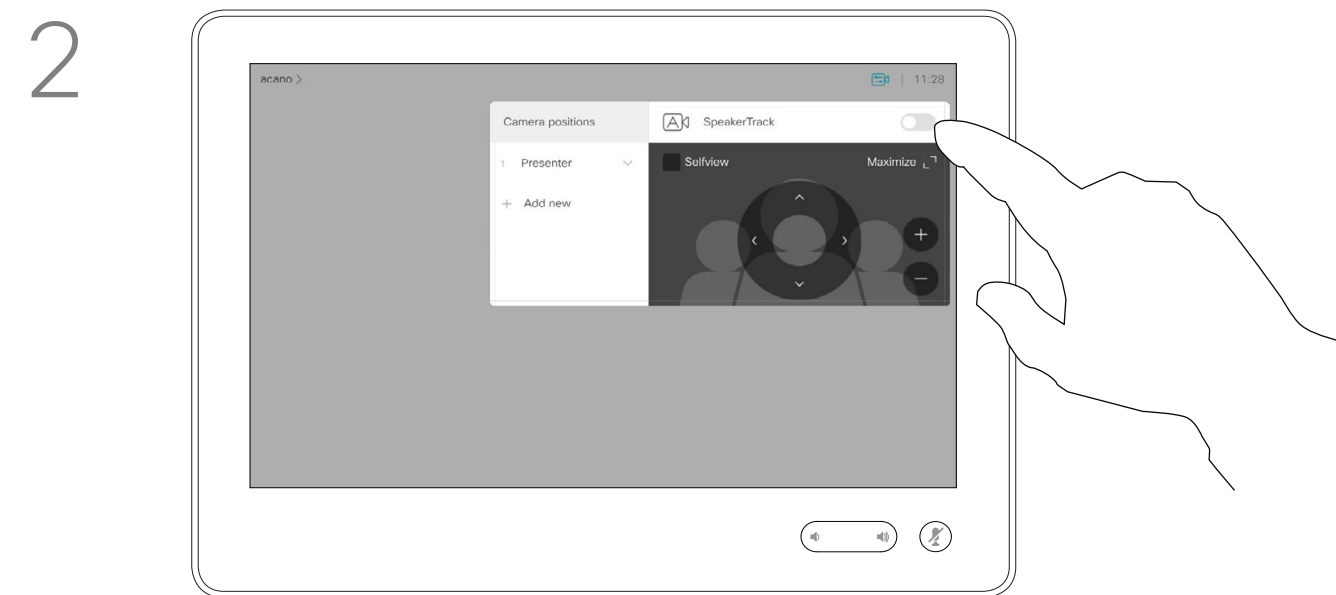 2
acano >
11:28
Camera positions
SpeakerTrack
1 Presenter
Selfview
Maximize
+ Add new